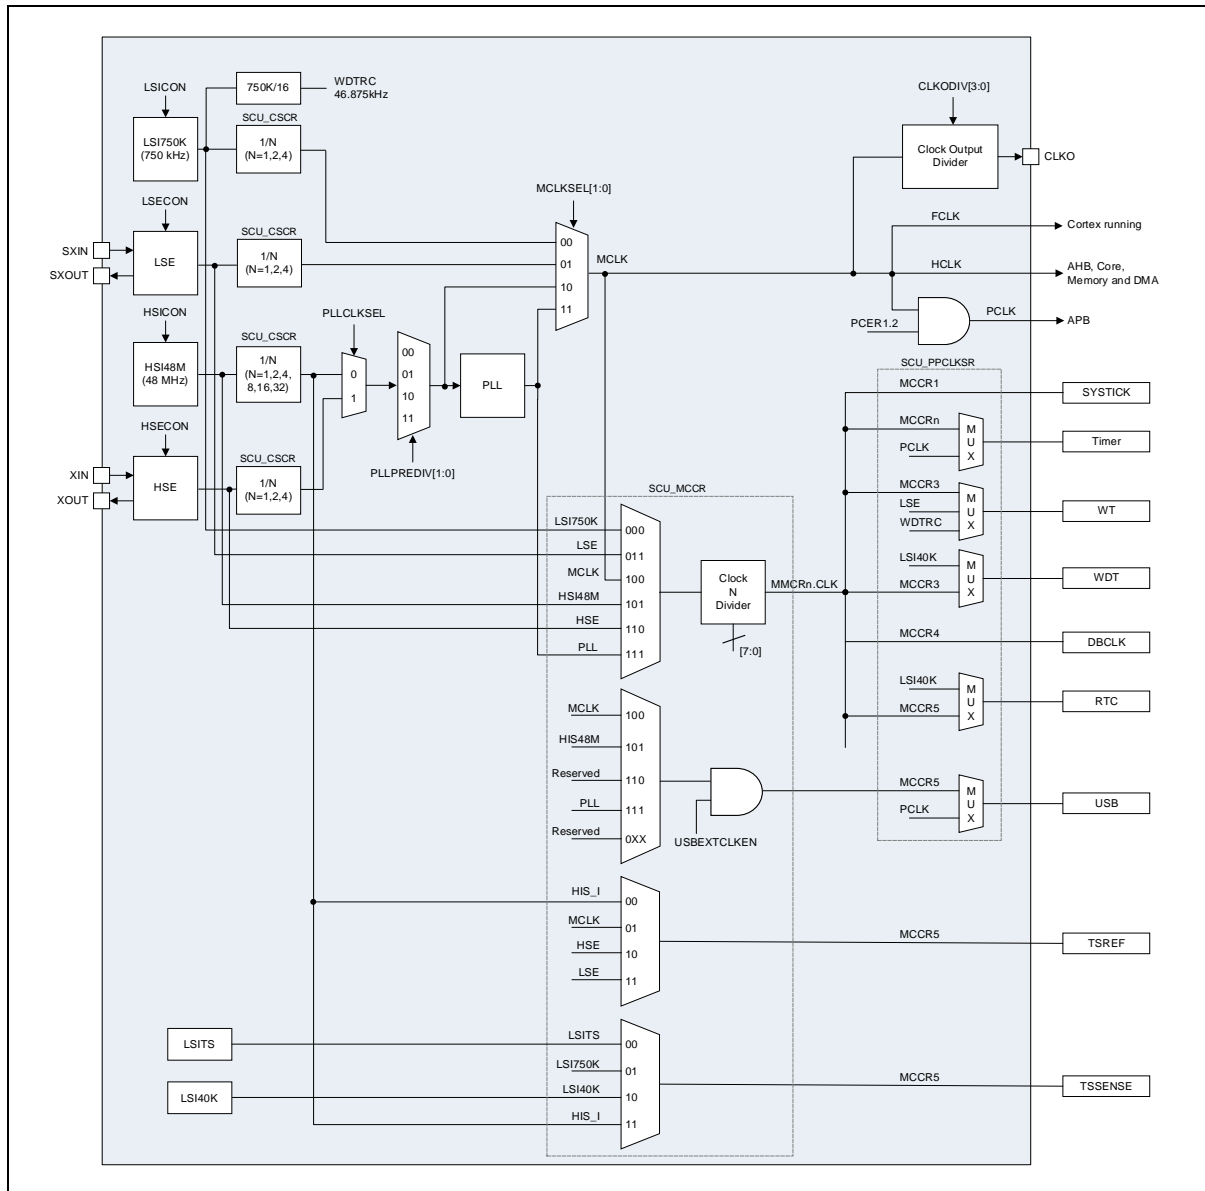 LSICON
750K/16
WDTRC
46.875kHz
CLKODIV[3:0]
SCU_CSCR
LSI750K
(750 kHz)
1/N
(N=1,2,4)
Clock Output
Divider
CLKO
LSECON
MCLKSEL[1:0]
SXIN
SXOUT
LSE
SCU_CSCR
1/N
(N=1,2,4)
00
01
10
11
MCLK
FCLK
Cortex running
HCLK
AHB, Core,
Memory and DMA
HSICON
PLLCLKSEL
PCER1.2
PCLK
APB
HSI48M
(48 MHz)
SCU_CSCR
1/N
(N=1,2,4,
8,16,32)
0
1
00
01
10
11
PLL
SCU_PPCLKSR
MCCR1
SYSTICK
HSECON
PLLPREDIV[1:0]
MCCRn
PCLK
MUX
Timer
XIN
XOUT
HSE
SCU_CSCR
1/N
(N=1,2,4)
SCU_MCCR
MCCR3
LSE
WDTRC
MUX
WT
LSI750K
000
LSE
011
MCLK
100
HSI48M
101
HSE
110
PLL
111
Clock
N
Divider
[7:0]
MMCRn.CLK
LSI40K
MCCR3
MUX
WDT
MCCR4
DBCLK
LSI40K
MCCR5
MUX
RTC
MCLK
100
HIS48M
101
Reserved
110
PLL
111
Reserved
0XX
USBEXTCLKEN
MCCR5
PCLK
MUX
USB
HIS_I
00
MCLK
01
HSE
10
LSE
11
MCCR5
TSREF
LSITS
LSITS
00
LSI750K
01
LSI40K
LSI40K
10
HIS_I
11
MCCR5
TSSENSE